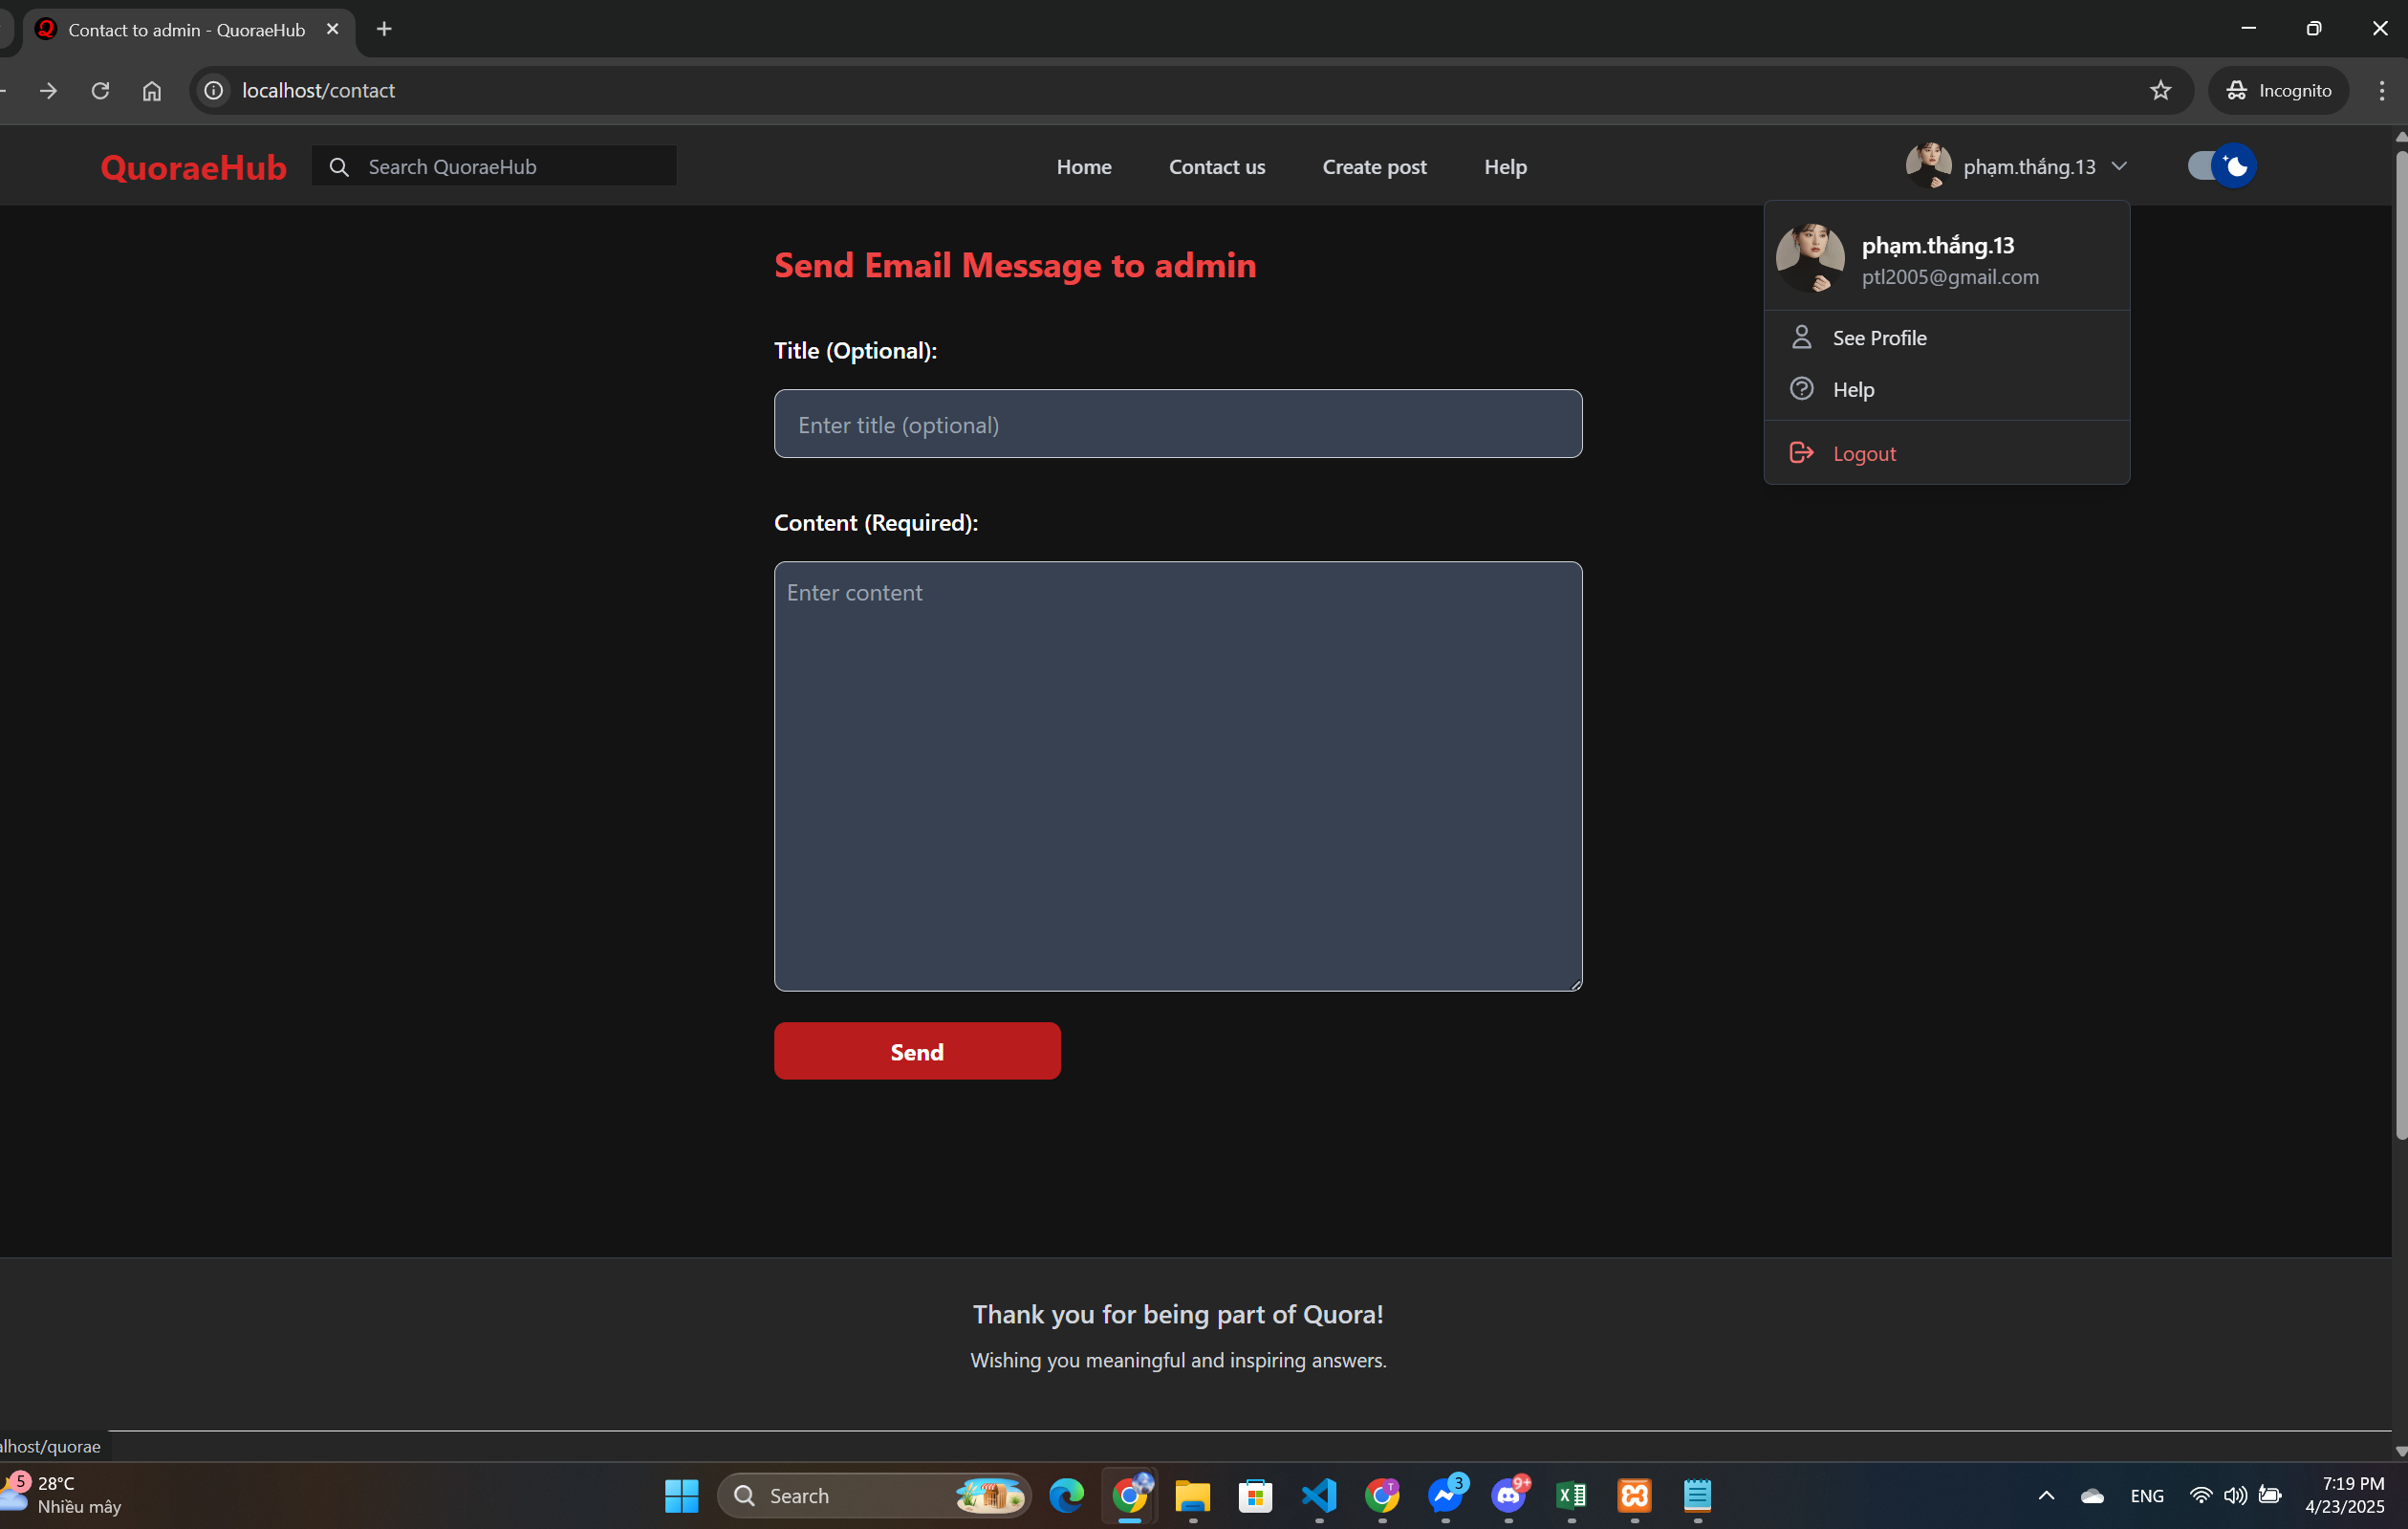 Contact to admin - QuoraeHub
localhost/contact
Incognito
QuoraeHub
Search QuoraeHub
Home
Contact us
Create post
Help
phạm.thắng.13
phạm.thắng.13
ptl2005@gmail.com
See Profile
Help
Logout
Send Email Message to admin
Title (Optional):
Enter title (optional)
Content (Required):
Enter content
Send
Thank you for being part of Quora!
Wishing you meaningful and inspiring answers.
alhost/quorae
5
28°C
Nhiều mây
Search
T
3
9+
ENG
7:19 PM
4/23/2025